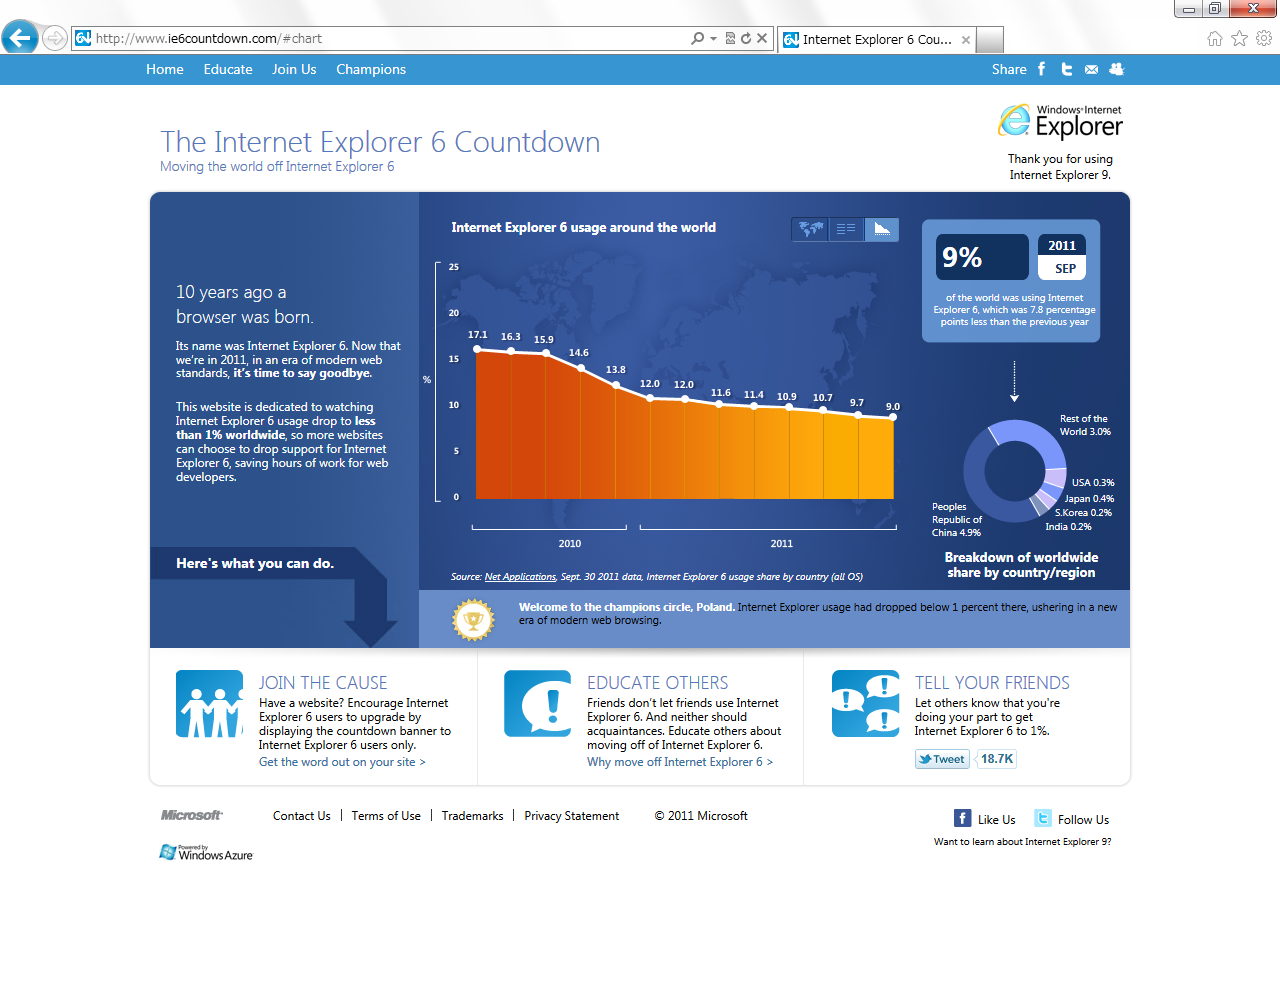 http://www.ie6countdown.com/#chart
Internet Explorer 6 Cou...
Home Educate Join Us Champions
Share
The Internet Explorer 6 Countdown
Moving the world off Internet Explorer 6
Windows Internet
Explorer
Thank you for using
Internet Explorer 9.
10 years ago a
browser was born.
Its name was Internet Explorer 6. Now that
we're in 2011, in an era of modern web
standards, it's time to say goodbye.
This website is dedicated to watching
Internet Explorer 6 usage drop to less
than 1% worldwide, so more websites
can choose to drop support for Internet
Explorer 6, saving hours of work for web
developers.
Here's what you can do.
Internet Explorer 6 usage around the world
25
20
15
%
10
5
0
17.1 16.3 15.9 14.6 13.8 12.0 12.0 11.6 11.4 10.9 10.7 9.7 9.0
2010 2011
Source: Net Applications, Sept. 30 2011 data, Internet Explorer 6 usage share by country (all OS)
9%
2011
SEP
of the world was using Internet
Explorer 6, which was 7.8 percentage
points less than the previous year
Rest of the
World 3.0%
USA 0.3%
Japan 0.4%
S.Korea 0.2%
India 0.2%
Peoples
Republic of
China 4.9%
Breakdown of worldwide
share by country/region
Welcome to the champions circle, Poland. Internet Explorer usage had dropped below 1 percent there, ushering in a new
era of modern web browsing.
JOIN THE CAUSE
Have a website? Encourage Internet
Explorer 6 users to upgrade by
displaying the countdown banner to
Internet Explorer 6 users only.
Get the word out on your site >
EDUCATE OTHERS
Friends don't let friends use Internet
Explorer 6. And neither should
acquaintances. Educate others about
moving off of Internet Explorer 6.
Why move off Internet Explorer 6 >
TELL YOUR FRIENDS
Let others know that you're
doing your part to get
Internet Explorer 6 to 1%.
Tweet 18.7K
Microsoft
Contact Us | Terms of Use | Trademarks | Privacy Statement © 2011 Microsoft
Like Us Follow Us
Want to learn about Internet Explorer 9?
Powered by
Windows Azure